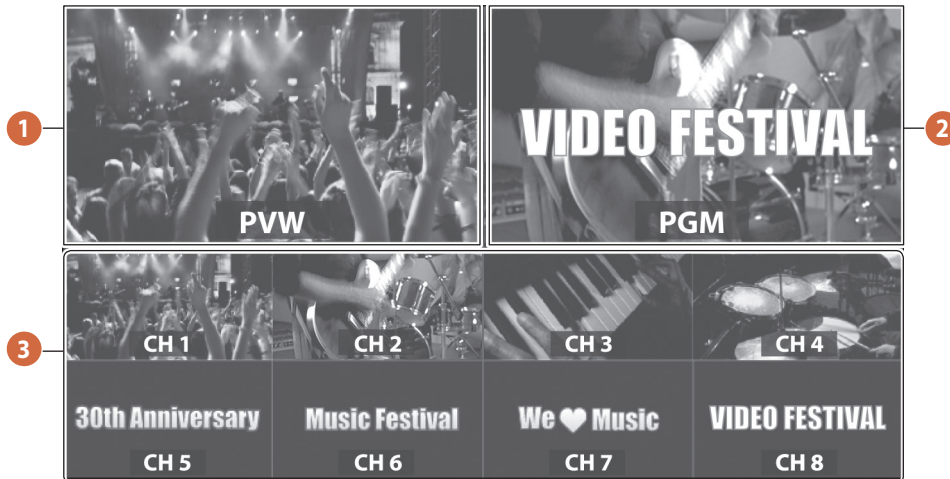 1
2
VIDEO FESTIVAL
PVW
PGM
3
CH 1
CH 2
CH 3
CH 4
30th Anniversary
Music Festival
We ♥ Music
VIDEO FESTIVAL
CH 5
CH 6
CH 7
CH 8